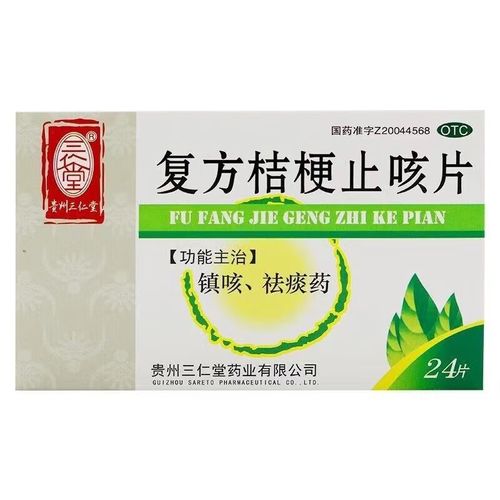 国药准字Z20044568 OTC
三仁堂®
贵州三仁堂
复方桔梗止咳片
FU FANG JIE GENG ZHI KE PIAN
【功能主治】
镇咳、祛痰药
贵州三仁堂药业有限公司
GUIZHOU SARETO PHARMACEUTICAL CO.,LTD.
24片